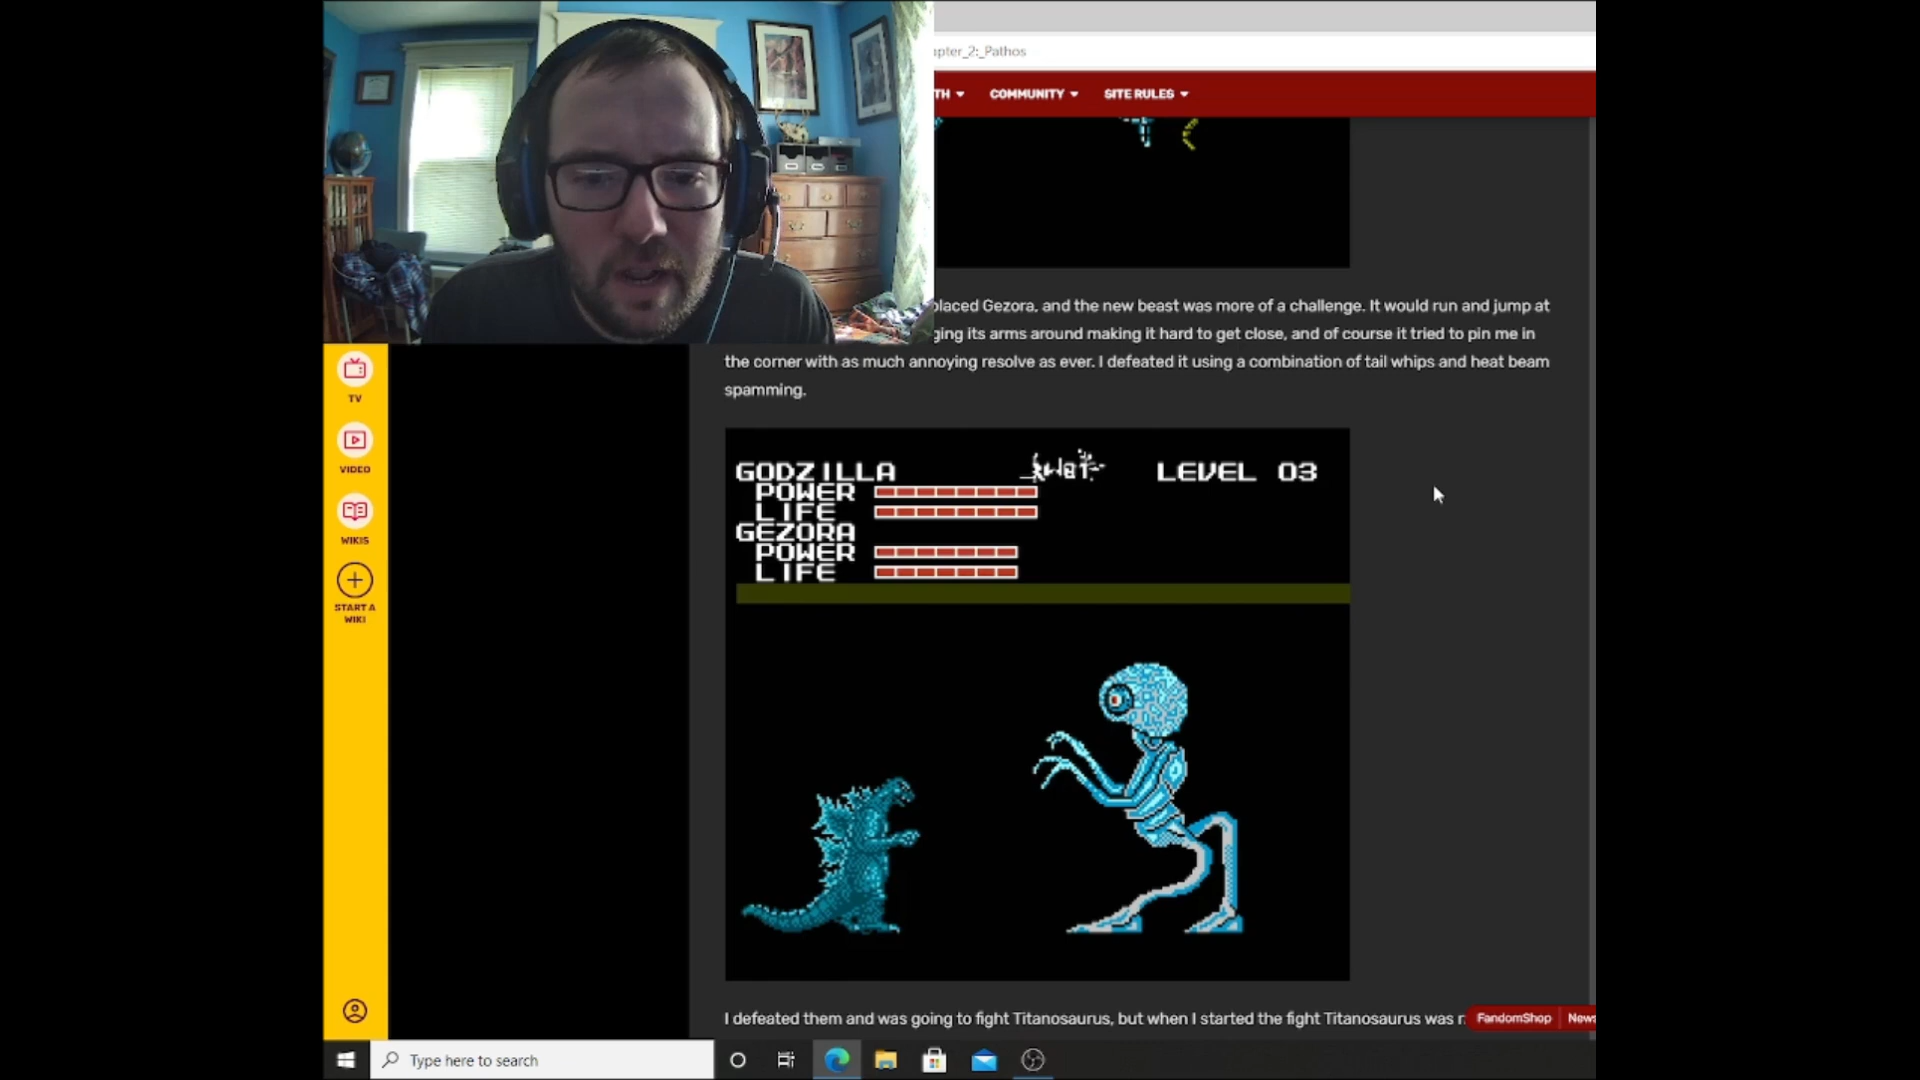 apter_2:_Pathos
TH
COMMUNITY
SITE RULES
placed Gezora, and the new beast was more of a challenge. It would run and jump at
ging its arms around making it hard to get close, and of course it tried to pin me in
the corner with as much annoying resolve as ever. I defeated it using a combination of tail whips and heat beam
spamming.
TV
VIDEO
WIKIS
START A
WIKI
GODZILLA LEVEL 03
POWER
LIFE
GEZORA
POWER
LIFE
I defeated them and was going to fight Titanosaurus, but when I started the fight Titanosaurus was
FandomShop
News
Type here to search